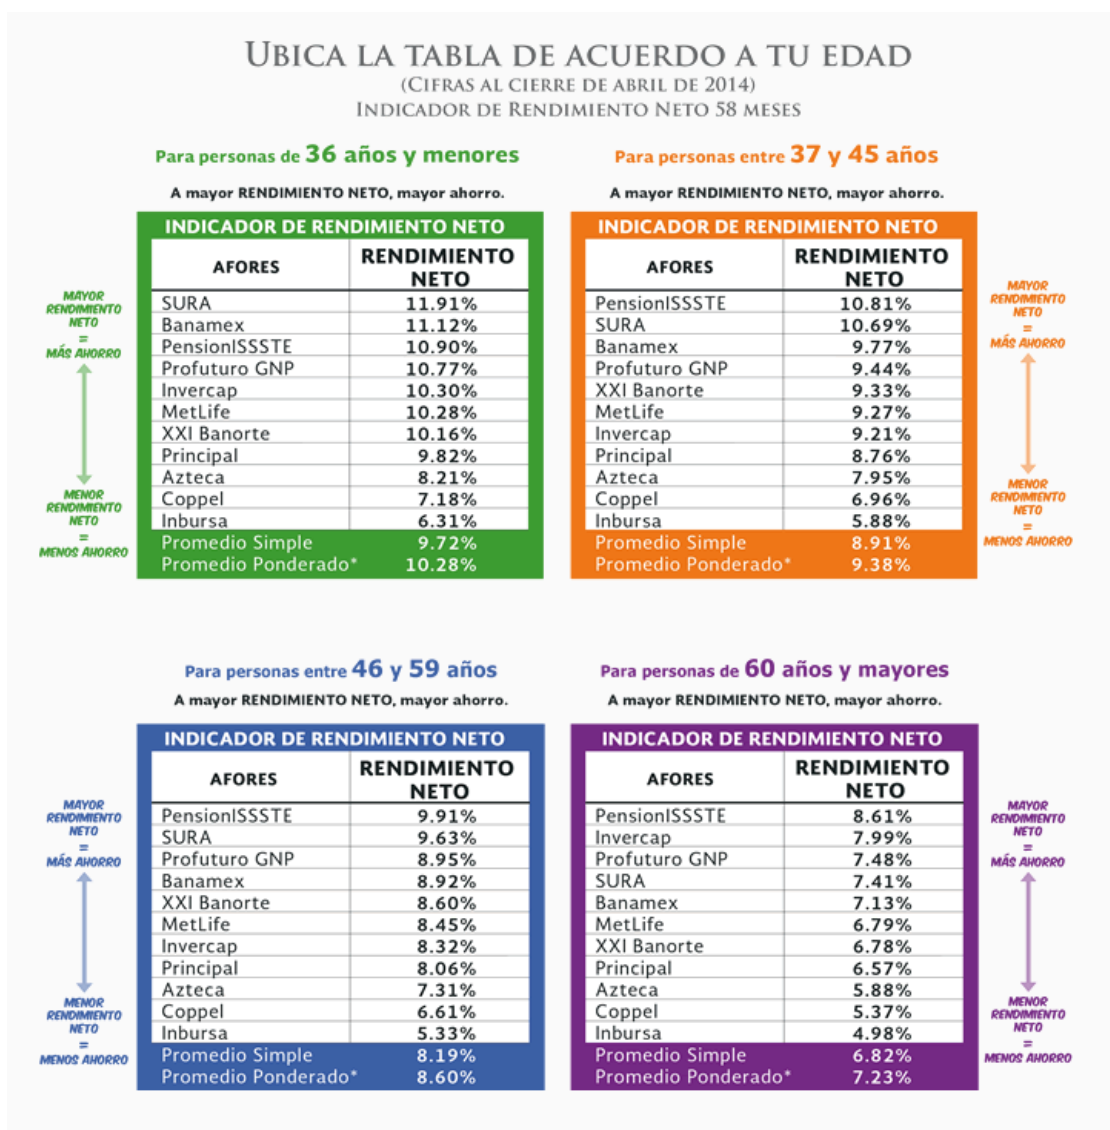 UBICA LA TABLA DE ACUERDO A TU EDAD
(CIFRAS AL CIERRE DE ABRIL DE 2014)
INDICADOR DE RENDIMIENTO NETO 58 MESES
Para personas de 36 años y menores
A mayor RENDIMIENTO NETO, mayor ahorro.
INDICADOR DE RENDIMIENTO NETO
AFORES RENDIMIENTO
NETO
SURA 11.91%
Banamex 11.12%
PensionISSSTE 10.90%
Profuturo GNP 10.77%
Invercap 10.30%
MetLife 10.28%
XXI Banorte 10.16%
Principal 9.82%
Azteca 8.21%
Coppel 7.18%
Inbursa 6.31%
Promedio Simple 9.72%
Promedio Ponderado* 10.28%
MAYOR
RENDIMIENTO
NETO
=
MÁS AHORRO
MENOR
RENDIMIENTO
NETO
=
MENOS AHORRO
Para personas entre 37 y 45 años
A mayor RENDIMIENTO NETO, mayor ahorro.
INDICADOR DE RENDIMIENTO NETO
AFORES RENDIMIENTO
NETO
PensionISSSTE 10.81%
SURA 10.69%
Banamex 9.77%
Profuturo GNP 9.44%
XXI Banorte 9.33%
MetLife 9.27%
Invercap 9.21%
Principal 8.76%
Azteca 7.95%
Coppel 6.96%
Inbursa 5.88%
Promedio Simple 8.91%
Promedio Ponderado* 9.38%
MAYOR
RENDIMIENTO
NETO
=
MÁS AHORRO
MENOR
RENDIMIENTO
NETO
=
MENOS AHORRO
Para personas entre 46 y 59 años
A mayor RENDIMIENTO NETO, mayor ahorro.
INDICADOR DE RENDIMIENTO NETO
AFORES RENDIMIENTO
NETO
PensionISSSTE 9.91%
SURA 9.63%
Profuturo GNP 8.95%
Banamex 8.92%
XXI Banorte 8.60%
MetLife 8.45%
Invercap 8.32%
Principal 8.06%
Azteca 7.31%
Coppel 6.61%
Inbursa 5.33%
Promedio Simple 8.19%
Promedio Ponderado* 8.60%
MAYOR
RENDIMIENTO
NETO
=
MÁS AHORRO
MENOR
RENDIMIENTO
NETO
=
MENOS AHORRO
Para personas de 60 años y mayores
A mayor RENDIMIENTO NETO, mayor ahorro.
INDICADOR DE RENDIMIENTO NETO
AFORES RENDIMIENTO
NETO
PensionISSSTE 8.61%
Invercap 7.99%
Profuturo GNP 7.48%
SURA 7.41%
Banamex 7.13%
MetLife 6.79%
XXI Banorte 6.78%
Principal 6.57%
Azteca 5.88%
Coppel 5.37%
Inbursa 4.98%
Promedio Simple 6.82%
Promedio Ponderado* 7.23%
MAYOR
RENDIMIENTO
NETO
=
MÁS AHORRO
MENOR
RENDIMIENTO
NETO
=
MENOS AHORRO